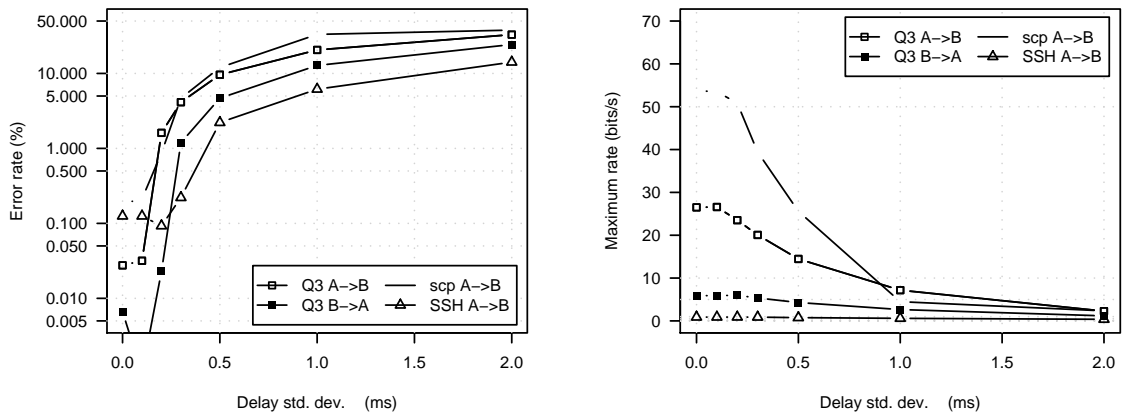 50.000
10.000
5.000
1.000
0.500
0.100
0.050
0.010
0.005
Error rate (%)
Q3 A−>B
scp A−>B
Q3 B−>A
SSH A−>B
0.0 0.5 1.0 1.5 2.0
Delay std. dev. (ms)
70
60
50
40
30
20
10
0
Maximum rate (bits/s)
Q3 A−>B
scp A−>B
Q3 B−>A
SSH A−>B
0.0 0.5 1.0 1.5 2.0
Delay std. dev. (ms)